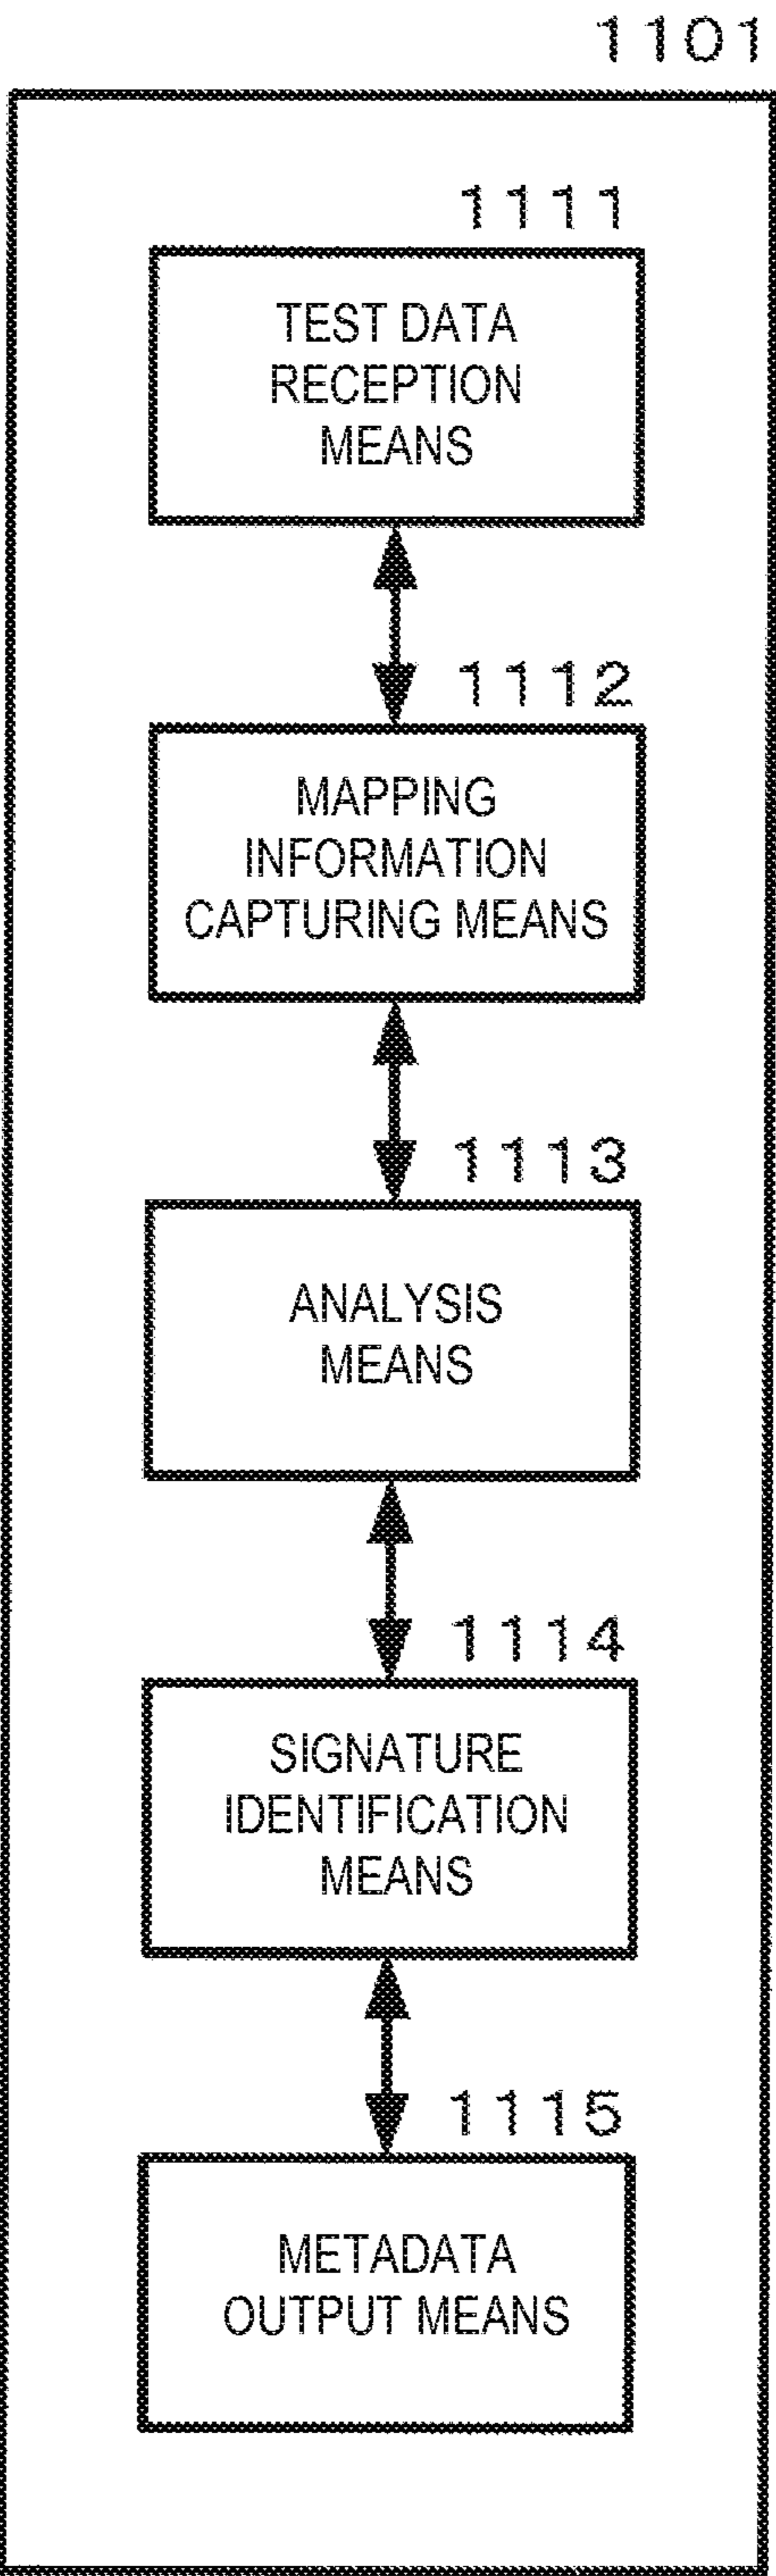 1101
1111
TEST DATA
RECEPTION
MEANS
1112
MAPPING
INFORMATION
CAPTURING MEANS
1113
ANALYSIS
MEANS
1114
SIGNATURE
IDENTIFICATION
MEANS
1115
METADATA
OUTPUT MEANS